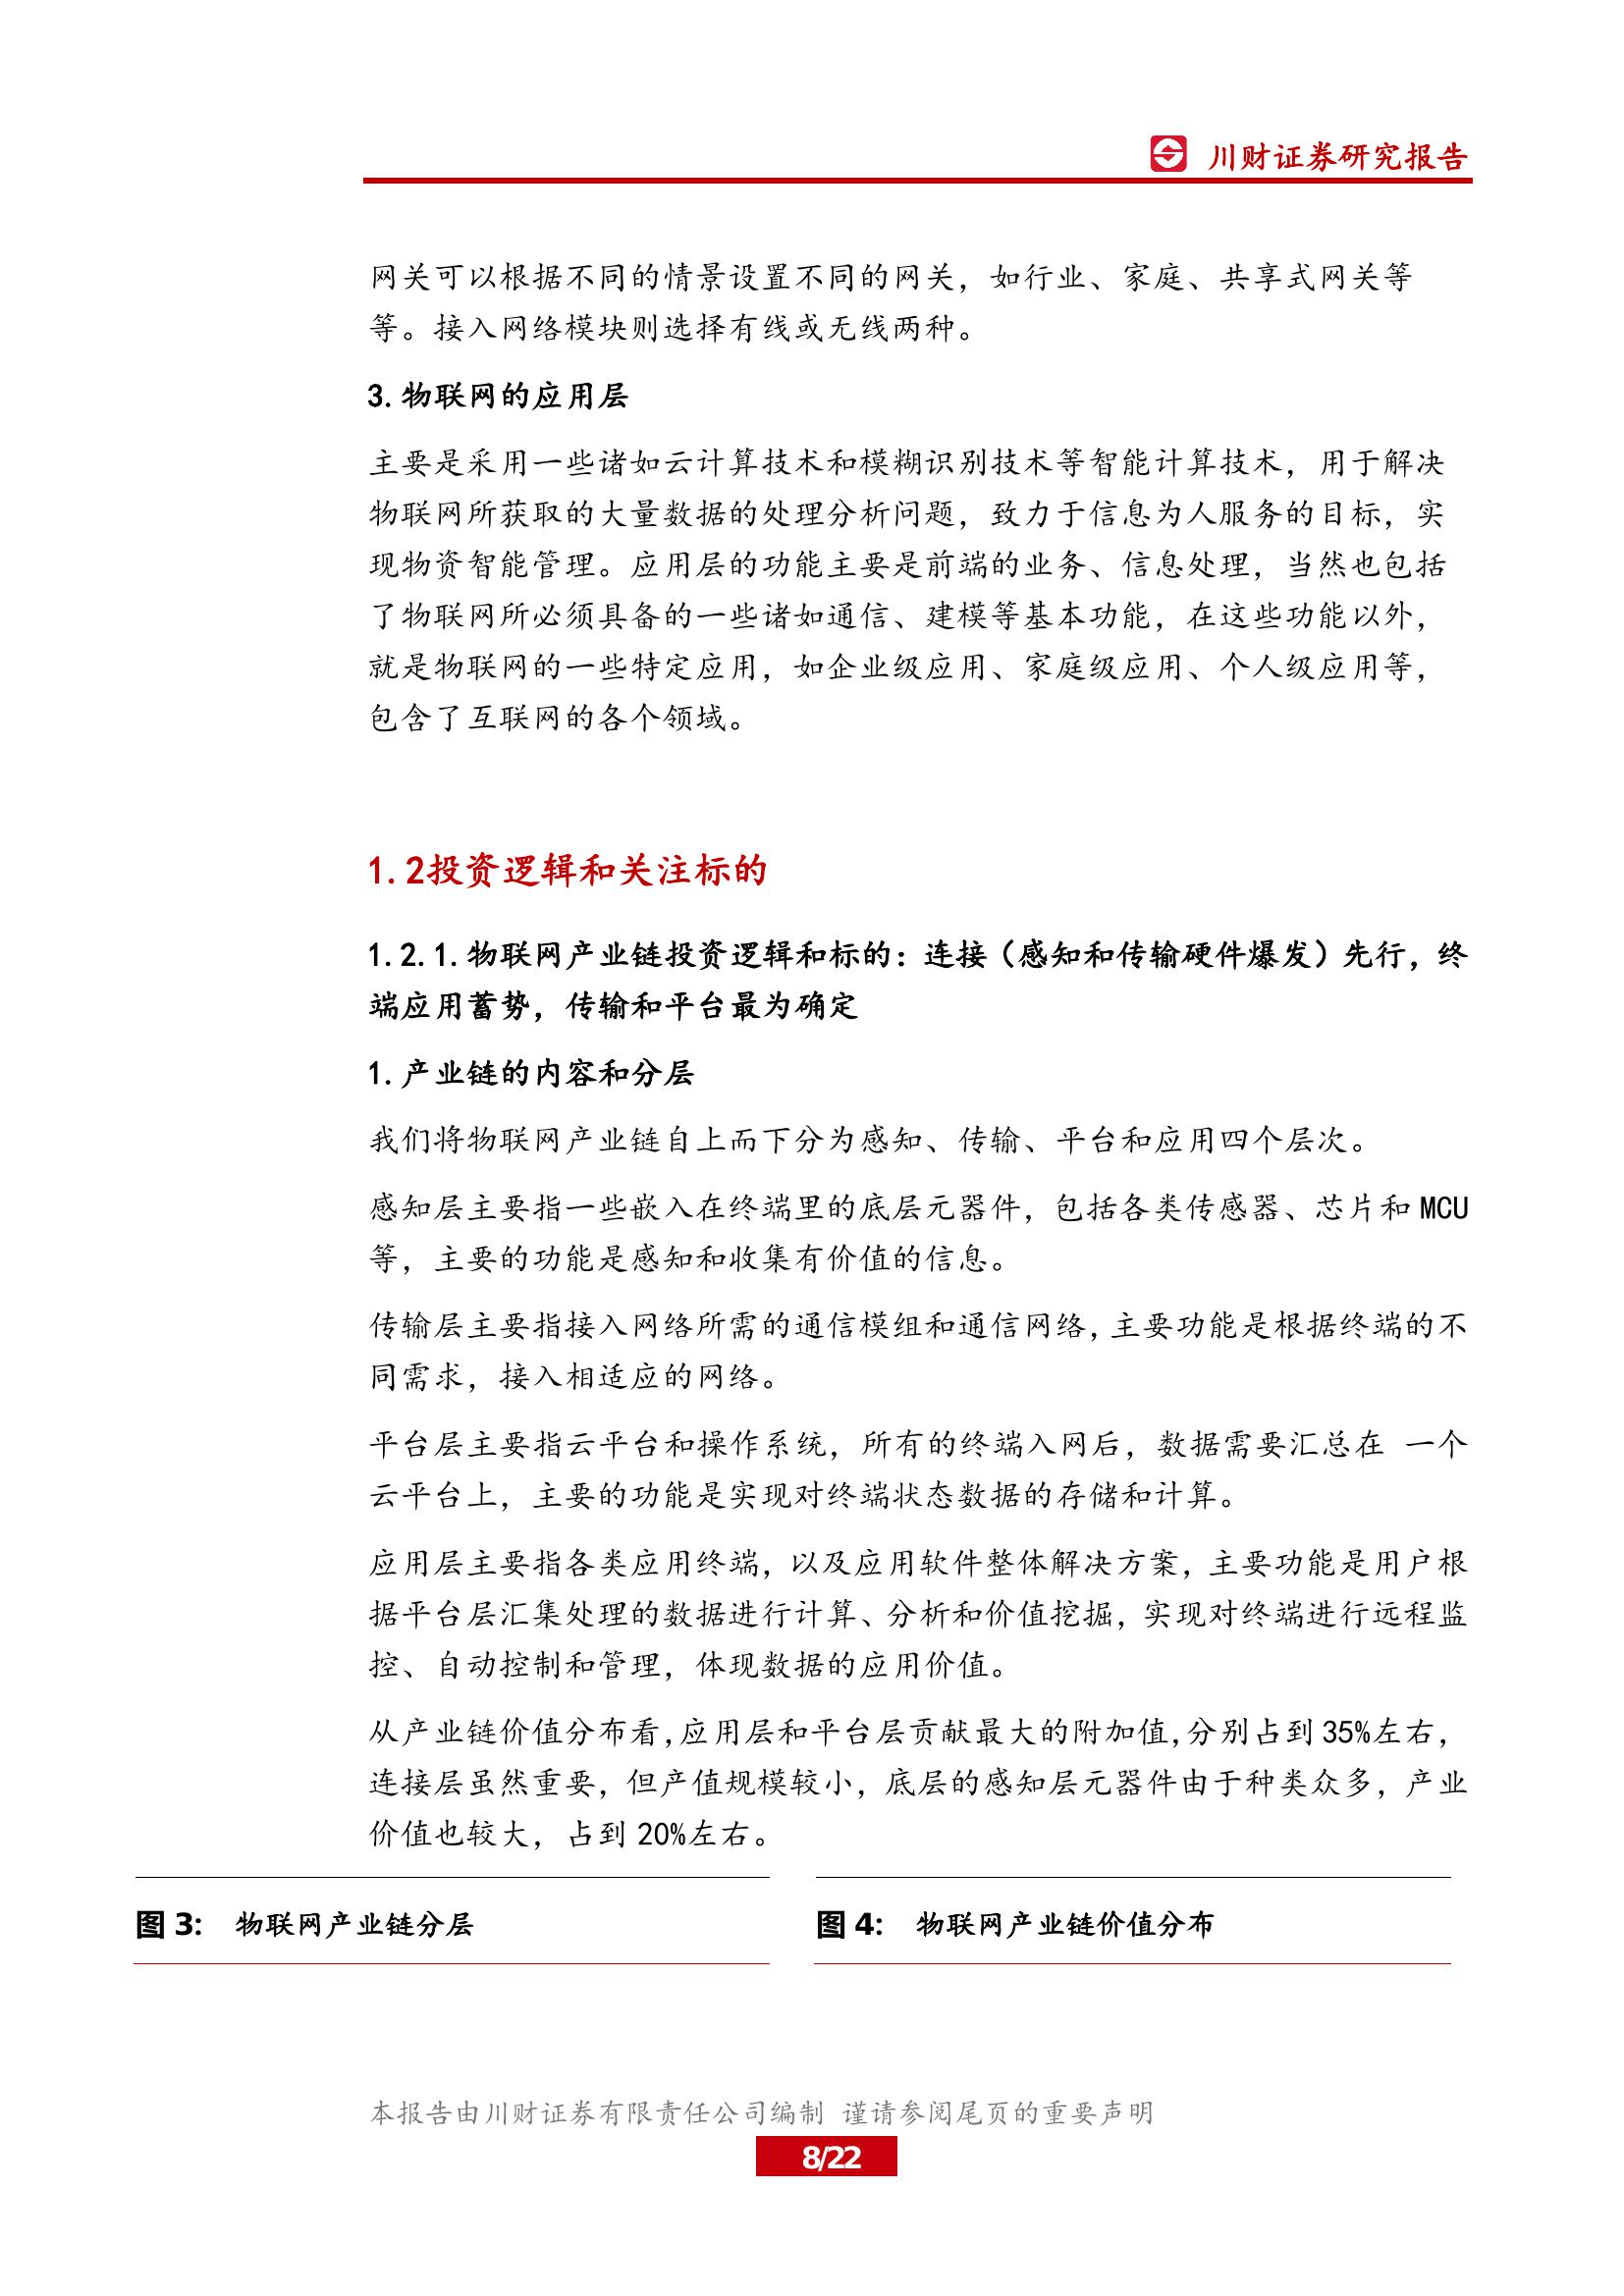 川财证券研究报告
网关可以根据不同的情景设置不同的网关，如行业、家庭、共享式网关等
等。接入网络模块则选择有线或无线两种。
3.物联网的应用层
主要是采用一些诸如云计算技术和模糊识别技术等智能计算技术，用于解决
物联网所获取的大量数据的处理分析问题，致力于信息为人服务的目标，实
现物资智能管理。应用层的功能主要是前端的业务、信息处理，当然也包括
了物联网所必须具备的一些诸如通信、建模等基本功能，在这些功能以外，
就是物联网的一些特定应用，如企业级应用、家庭级应用、个人级应用等，
包含了互联网的各个领域。
1.2投资逻辑和关注标的
1.2.1.物联网产业链投资逻辑和标的：连接（感知和传输硬件爆发）先行，终
端应用蓄势，传输和平台最为确定
1.产业链的内容和分层
我们将物联网产业链自上而下分为感知、传输、平台和应用四个层次。
感知层主要指一些嵌入在终端里的底层元器件，包括各类传感器、芯片和 MCU
等，主要的功能是感知和收集有价值的信息。
传输层主要指接入网络所需的通信模组和通信网络，主要功能是根据终端的不
同需求，接入相适应的网络。
平台层主要指云平台和操作系统，所有的终端入网后，数据需要汇总在 一个
云平台上，主要的功能是实现对终端状态数据的存储和计算。
应用层主要指各类应用终端，以及应用软件整体解决方案，主要功能是用户根
据平台层汇集处理的数据进行计算、分析和价值挖掘，实现对终端进行远程监
控、自动控制和管理，体现数据的应用价值。
从产业链价值分布看，应用层和平台层贡献最大的附加值，分别占到 35%左右，
连接层虽然重要，但产值规模较小，底层的感知层元器件由于种类众多，产业
价值也较大，占到 20%左右。
图 3: 物联网产业链分层
图 4: 物联网产业链价值分布
本报告由川财证券有限责任公司编制 谨请参阅尾页的重要声明
8/22